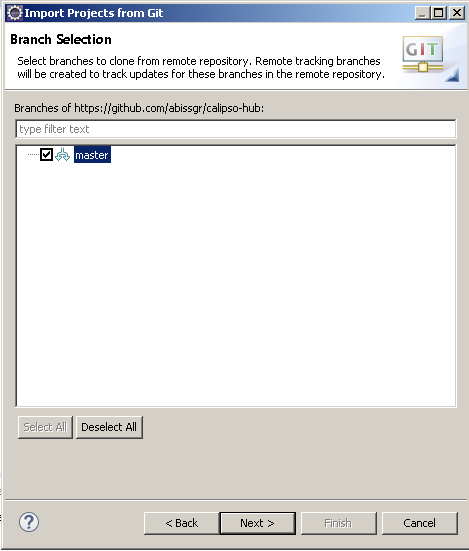 Import Projects from Git
Branch Selection
Select branches to clone from remote repository. Remote tracking branches
will be created to track updates for these branches in the remote repository.
GIT
Branches of https://github.com/abissgr/calipso-hub:
type filter text
master
Select All
Deselect All
?
< Back
Next >
Finish
Cancel